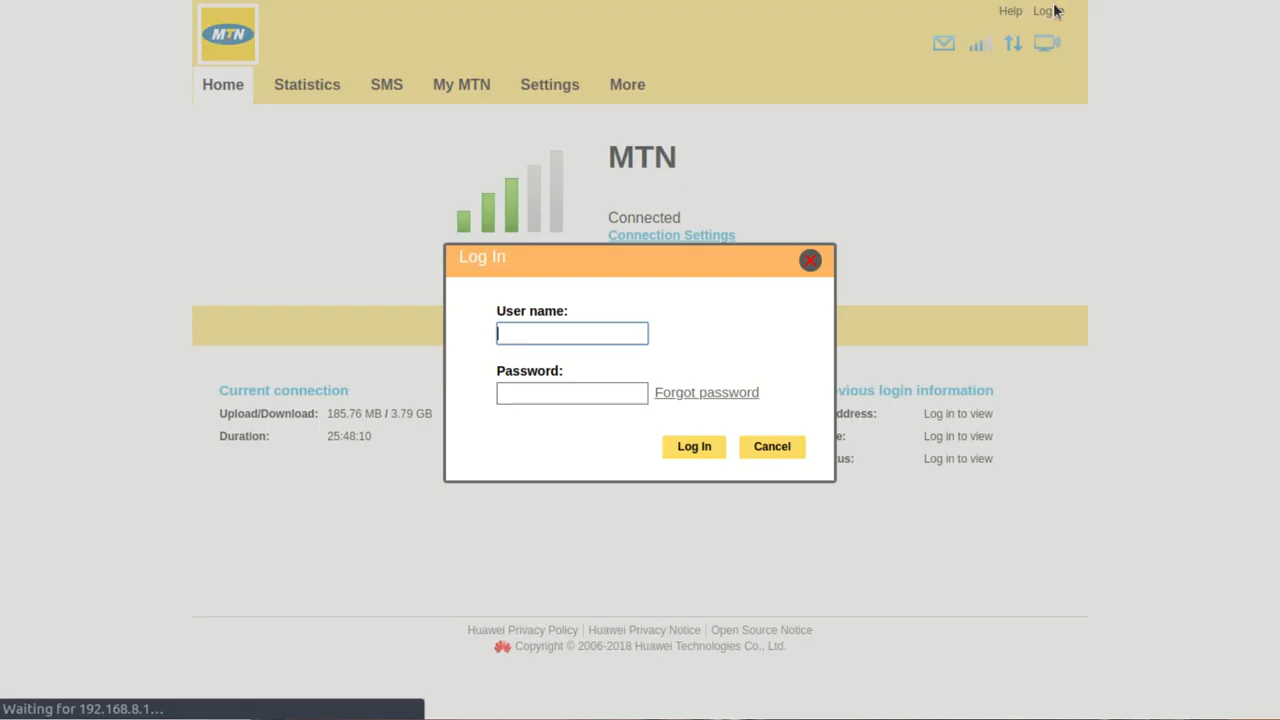 MTN
Help Log In
Home Statistics SMS My MTN Settings More
MTN
Connected
Connection Settings
Log In
User name:
Password:
Forgot password
Log In Cancel
Current connection
Upload/Download: 185.76 MB / 3.79 GB
Duration: 25:48:10
login information
Log in to view
Log in to view
Log in to view
Huawei Privacy Policy | Huawei Privacy Notice | Open Source Notice
Copyright © 2006-2018 Huawei Technologies Co., Ltd.
Waiting for 192.168.8.1...